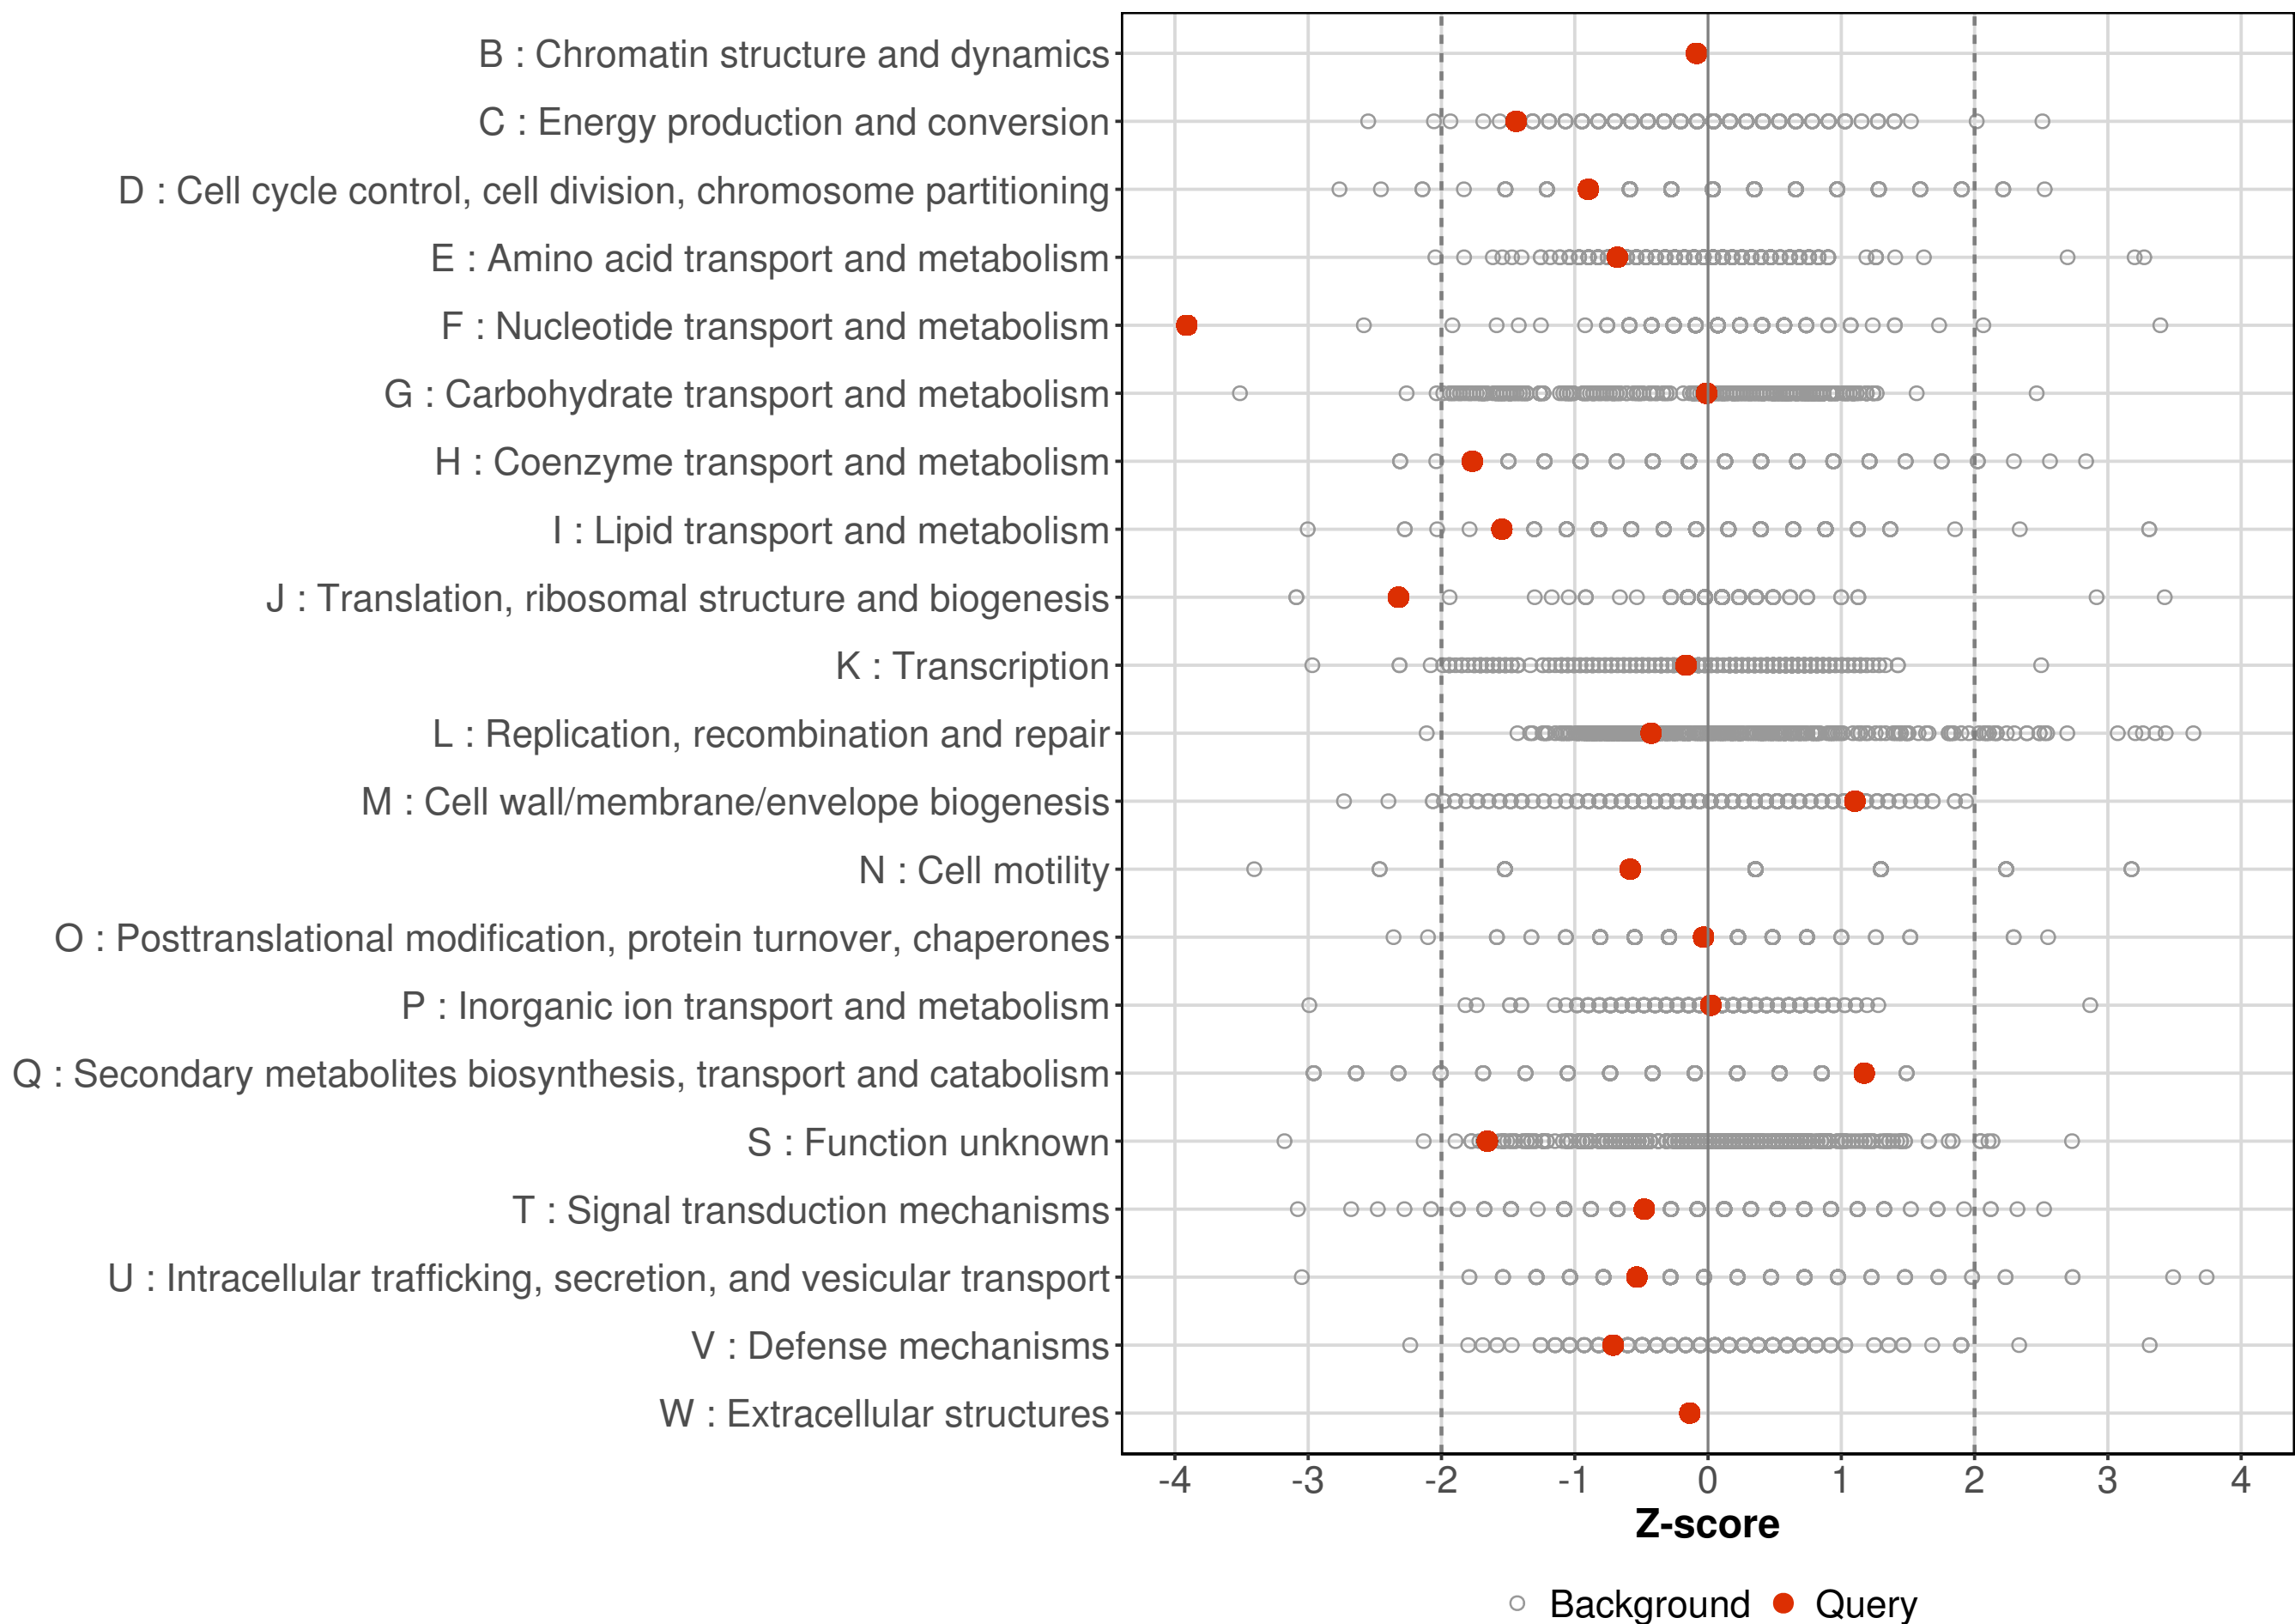 B : Chromatin structure and dynamics
C : Energy production and conversion
D : Cell cycle control, cell division, chromosome partitioning
E : Amino acid transport and metabolism
F : Nucleotide transport and metabolism
G : Carbohydrate transport and metabolism
H : Coenzyme transport and metabolism
I : Lipid transport and metabolism
J : Translation, ribosomal structure and biogenesis
K : Transcription
L : Replication, recombination and repair
M : Cell wall/membrane/envelope biogenesis
N : Cell motility
O : Posttranslational modification, protein turnover, chaperones
P : Inorganic ion transport and metabolism
Q : Secondary metabolites biosynthesis, transport and catabolism
S : Function unknown
T : Signal transduction mechanisms
U : Intracellular trafficking, secretion, and vesicular transport
V : Defense mechanisms
W : Extracellular structures
-4 -3 -2 -1 0 1 2 3 4
Z-score
Background Query